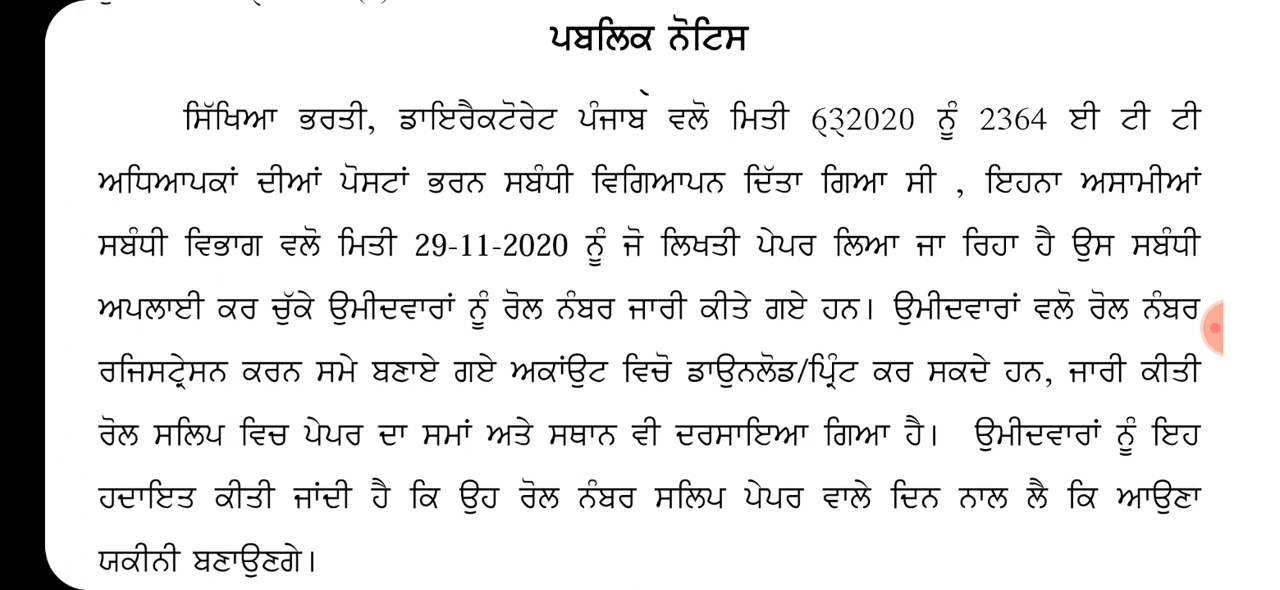 ਪਬਲਿਕ ਨੋਟਿਸ
ਸਿੱਖਿਆ ਭਰਤੀ, ਡਾਇਰੈਕਟੋਰੇਟ ਪੰਜਾਬ ਵਲੋ ਮਿਤੀ 6੍32੍020 ਨੂੰ 2364 ਈ ਟੀ ਟੀ
ਅਧਿਆਪਕਾਂ ਦੀਆਂ ਪੋਸਟਾਂ ਭਰਨ ਸਬੰਧੀ ਵਿਗਿਆਪਨ ਦਿੱਤਾ ਗਿਆ ਸੀ , ਇਹਨਾ ਅਸਾਮੀਆਂ
ਸਬੰਧੀ ਵਿਭਾਗ ਵਲੋ ਮਿਤੀ 29-11-2020 ਨੂੰ ਜੋ ਲਿਖਤੀ ਪੇਪਰ ਲਿਆ ਜਾ ਰਿਹਾ ਹੈ ਉਸ ਸਬੰਧੀ
ਅਪਲਾਈ ਕਰ ਚੁੱਕੇ ਉਮੀਦਵਾਰਾਂ ਨੂੰ ਰੋਲ ਨੰਬਰ ਜਾਰੀ ਕੀਤੇ ਗਏ ਹਨ। ਉਮੀਦਵਾਰਾਂ ਵਲੋ ਰੋਲ ਨੰਬਰ
ਰਜਿਸਟ੍ਰੇਸਨ ਕਰਨ ਸਮੇ ਬਣਾਏ ਗਏ ਅਕਾਂਉਟ ਵਿਚੋ ਡਾਉਨਲੋਡ/ਪ੍ਰਿੰਟ ਕਰ ਸਕਦੇ ਹਨ, ਜਾਰੀ ਕੀਤੀ
ਰੋਲ ਸਲਿਪ ਵਿਚ ਪੇਪਰ ਦਾ ਸਮਾਂ ਅਤੇ ਸਥਾਨ ਵੀ ਦਰਸਾਇਆ ਗਿਆ ਹੈ। ਉਮੀਦਵਾਰਾਂ ਨੂੰ ਇਹ
ਹਦਾਇਤ ਕੀਤੀ ਜਾਂਦੀ ਹੈ ਕਿ ਉਹ ਰੋਲ ਨੰਬਰ ਸਲਿਪ ਪੇਪਰ ਵਾਲੇ ਦਿਨ ਨਾਲ ਲੈ ਕਿ ਆਉਣਾ
ਯਕੀਨੀ ਬਣਾਉਣਗੇ।